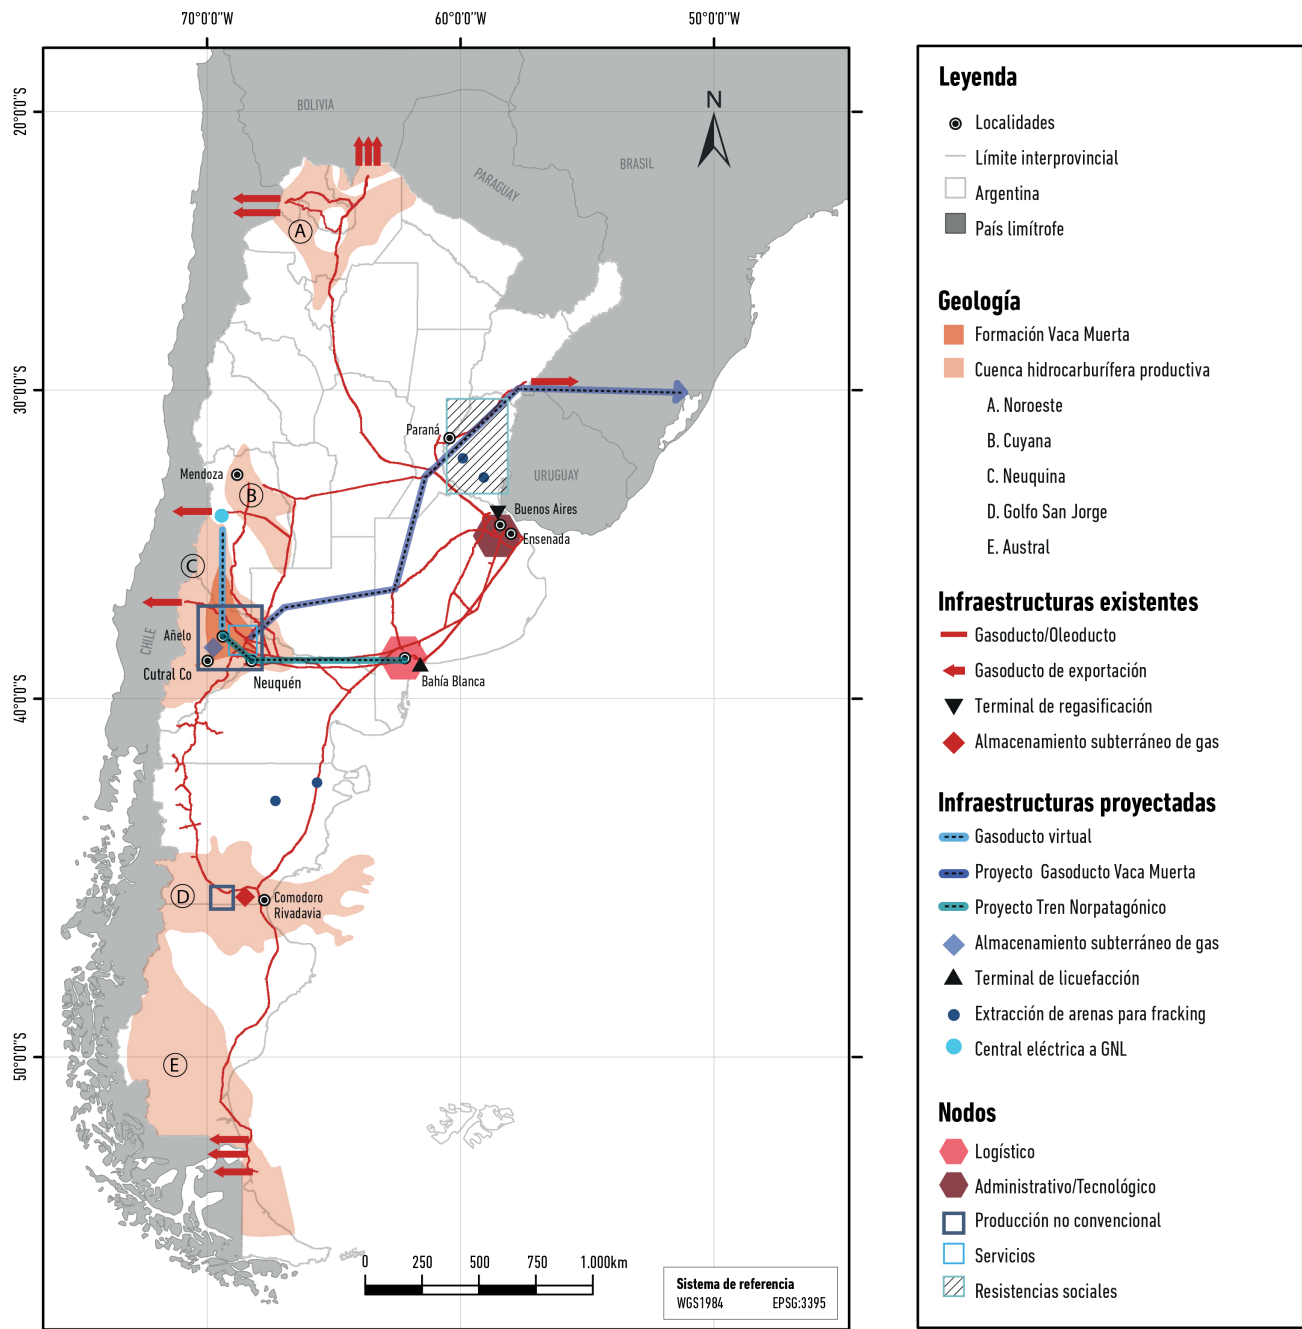 70°0'0"W
60°0'0"W
50°0'0"W
20°0'0"S
30°0'0"S
40°0'0"S
50°0'0"S
N
BOLIVIA
PARAGUAY
BRASIL
URUGUAY
CHILE
A
B
C
D
E
Paraná
Mendoza
Buenos Aires
Ensenada
Añelo
Cutral Co
Neuquén
Bahía Blanca
Comodoro
Rivadavia
0
250
500
750
1.000km
Sistema de referencia
WGS1984 EPSG:3395
Leyenda
Localidades
Límite interprovincial
Argentina
País limítrofe
Geología
Formación Vaca Muerta
Cuenca hidrocarburífera productiva
A. Noroeste
B. Cuyana
C. Neuquina
D. Golfo San Jorge
E. Austral
Infraestructuras existentes
Gasoducto/Oleoducto
Gasoducto de exportación
Terminal de regasificación
Almacenamiento subterráneo de gas
Infraestructuras proyectadas
Gasoducto virtual
Proyecto Gasoducto Vaca Muerta
Proyecto Tren Norpatagónico
Almacenamiento subterráneo de gas
Terminal de licuefacción
Extracción de arenas para fracking
Central eléctrica a GNL
Nodos
Logístico
Administrativo/Tecnológico
Producción no convencional
Servicios
Resistencias sociales